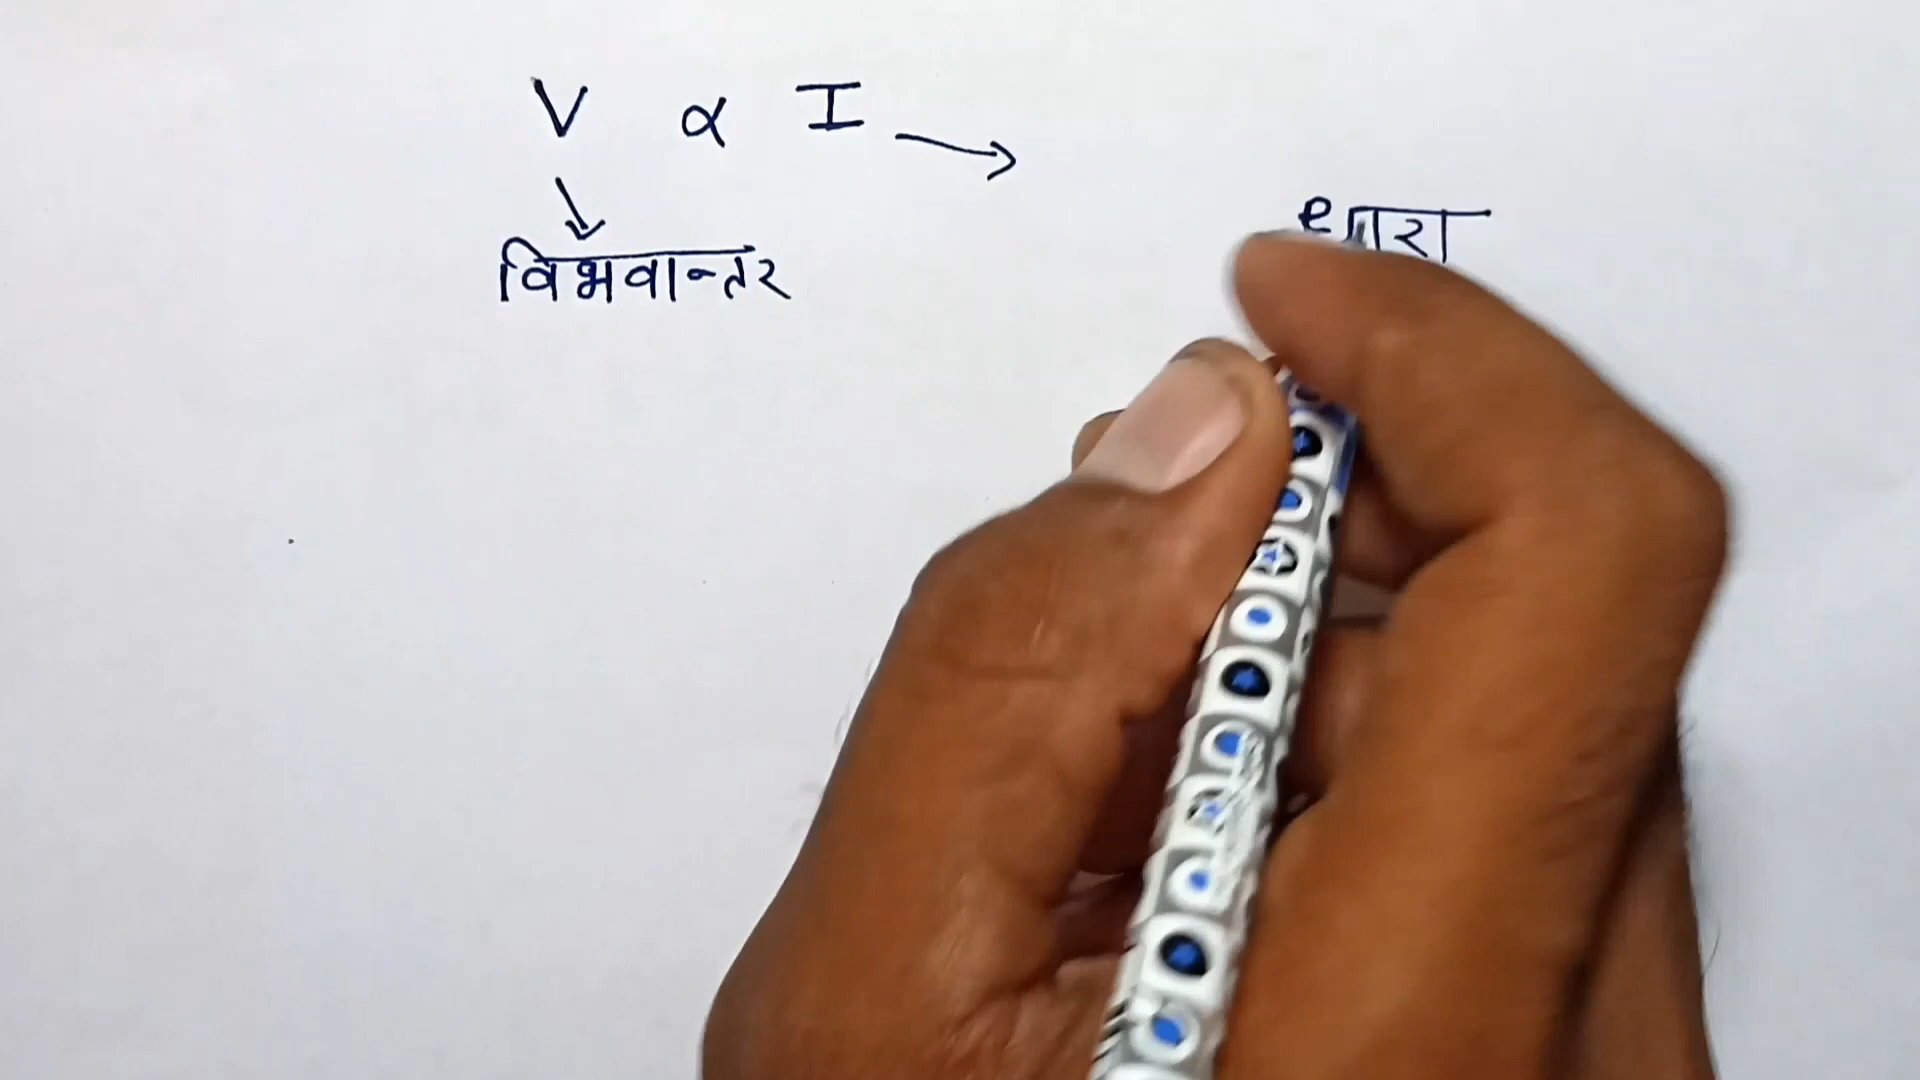 V ∝ I →
धारा
↓
विभवान्तर